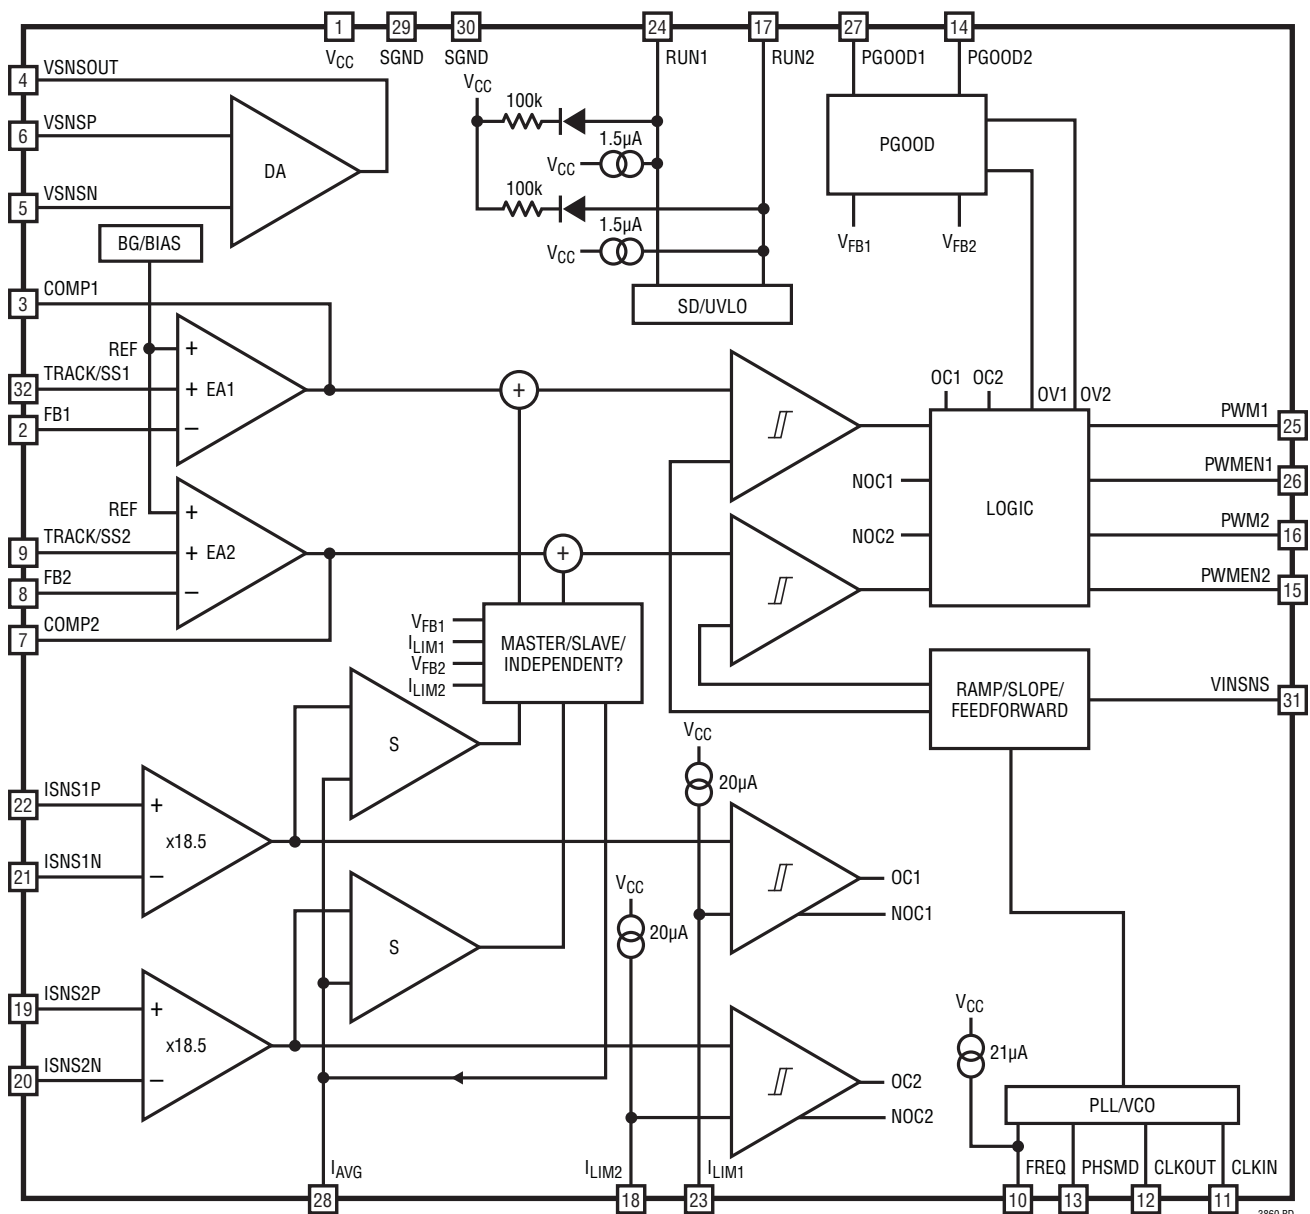 1
29
30
24
17
27
14
VCC
SGND
SGND
RUN1
RUN2
PGOOD1
PGOOD2
4
VSNSOUT
6
VSNSP
5
VSNSN
DA
BG/BIAS
VCC
100k
1.5µA
VCC
100k
1.5µA
VCC
SD/UVLO
PGOOD
VFB1
VFB2
3
COMP1
REF
+
32
TRACK/SS1
+
EA1
2
FB1
–
REF
+
9
TRACK/SS2
+
EA2
8
FB2
–
7
COMP2
+
+
OC1
OC2
OV1
OV2
NOC1
NOC2
LOGIC
PWM1
25
PWMEN1
26
PWM2
16
PWMEN2
15
VFB1
ILIM1
VFB2
ILIM2
MASTER/SLAVE/
INDEPENDENT?
RAMP/SLOPE/
FEEDFORWARD
VINSNS
31
S
S
22
ISNS1P
+
x18.5
21
ISNS1N
–
19
ISNS2P
+
x18.5
20
ISNS2N
–
VCC
20µA
VCC
20µA
OC1
NOC1
OC2
NOC2
VCC
21µA
PLL/VCO
IAVG
ILIM2
ILIM1
FREQ
PHSMD
CLKOUT
CLKIN
28
18
23
10
13
12
11
3860 BD